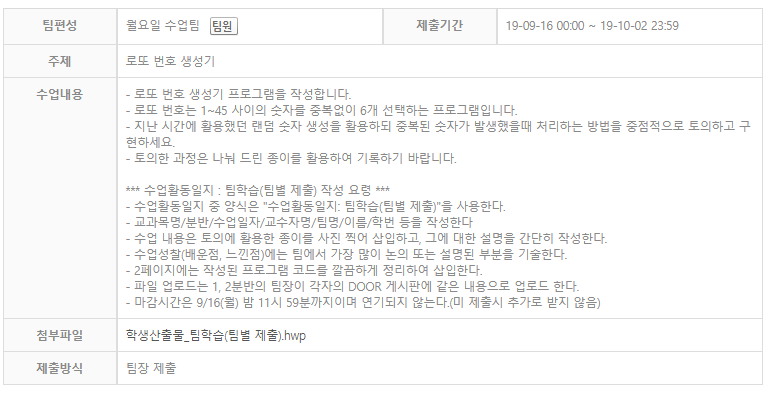 팀편성 월요일 수업팀 팀원 제출기간 19-09-16 00:00 ~ 19-10-02 23:59
주제 로또 번호 생성기
수업내용 - 로또 번호 생성기 프로그램을 작성합니다.
- 로또 번호는 1~45 사이의 숫자를 중복없이 6개 선택하는 프로그램입니다.
- 지난 시간에 활용했던 랜덤 숫자 생성을 활용하되 중복된 숫자가 발생했을때 처리하는 방법을 중점적으로 토의하고 구
현하세요.
- 토의한 과정은 나눠 드린 종이를 활용하여 기록하기 바랍니다.
*** 수업활동일지 : 팀학습(팀별 제출) 작성 요령 ***
- 수업활동일지 중 양식은 "수업활동일지: 팀학습(팀별 제출)"을 사용한다.
- 교과목명/분반/수업일자/교수자명/팀명/이름/학번 등을 작성한다
- 수업 내용은 토의에 활용한 종이를 사진 찍어 삽입하고, 그에 대한 설명을 간단히 작성한다.
- 수업성찰(배운점, 느낀점)에는 팀에서 가장 많이 논의 또는 설명된 부분을 기술한다.
- 2페이지에는 작성된 프로그램 코드를 깔끔하게 정리하여 삽입한다.
- 파일 업로드는 1, 2분반의 팀장이 각자의 DOOR 게시판에 같은 내용으로 업로드 한다.
- 마감시간은 9/16(월) 밤 11시 59분까지이며 연기되지 않는다.(미 제출시 추가로 받지 않음)
첨부파일 학생산출물_팀학습(팀별 제출).hwp
제출방식 팀장 제출